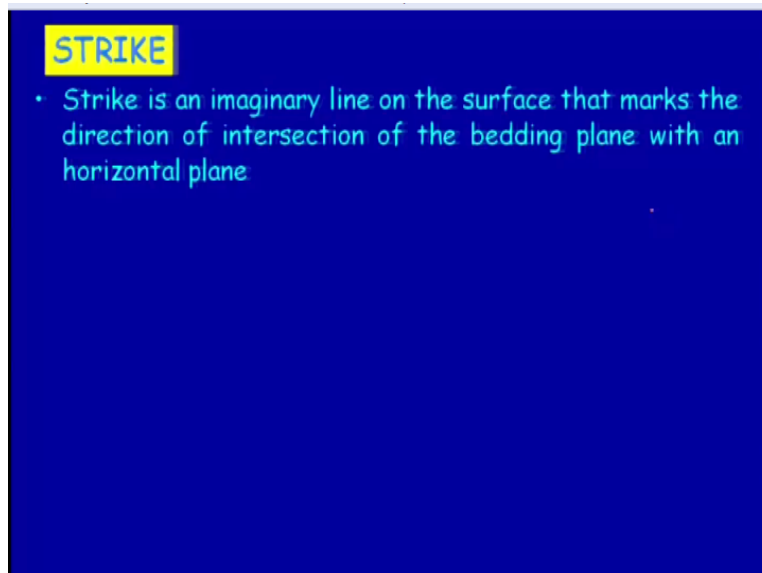 STRIKE
• Strike is an imaginary line on the surface that marks the
direction of intersection of the bedding plane with an
horizontal plane